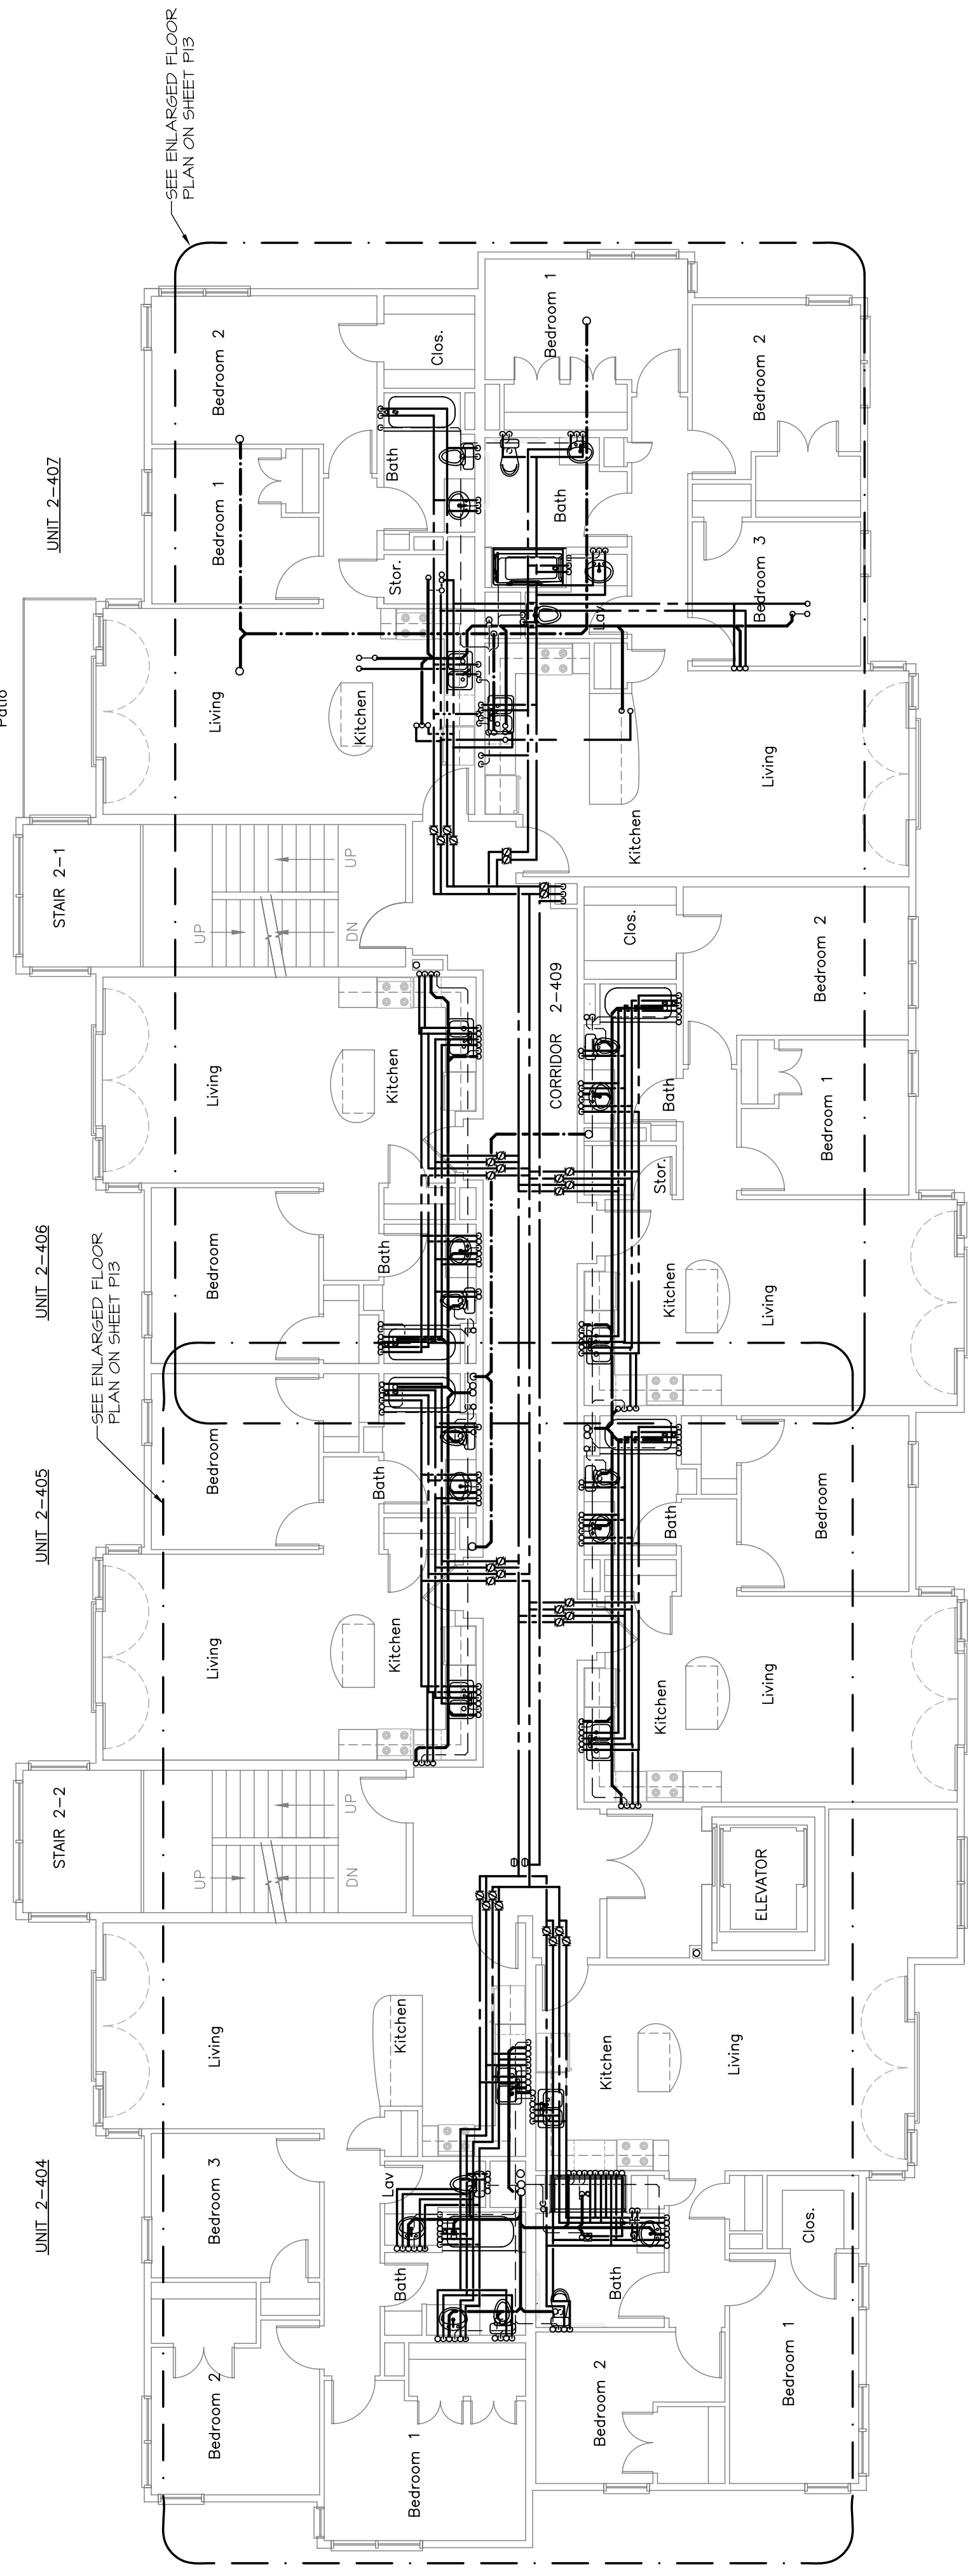 SEE ENLARGED FLOOR
PLAN ON SHEET P13
UNIT 2-407
Patio
Bedroom 2
Clos.
Bedroom 1
Bedroom 2
Bedroom 1
Bath
Stor.
Bath
Lav.
Bedroom 3
Living
Kitchen
Living
Kitchen
STAIR 2-1
UP
UP
DN
Clos.
Bedroom 2
CORRIDOR 2-409
Living
Kitchen
Bath
Bedroom 1
Stor.
UNIT 2-406
SEE ENLARGED FLOOR
PLAN ON SHEET P13
Bedroom
Bath
Kitchen
Living
UNIT 2-405
Bedroom
Bath
Bath
Bedroom
Living
Kitchen
Kitchen
Living
STAIR 2-2
UP
UP
DN
ELEVATOR
Living
Kitchen
Kitchen
Living
UNIT 2-404
Bedroom 3
Lav
Bath
Bath
Clos.
Bedroom 2
Bedroom 1
Bedroom 2
Bedroom 1